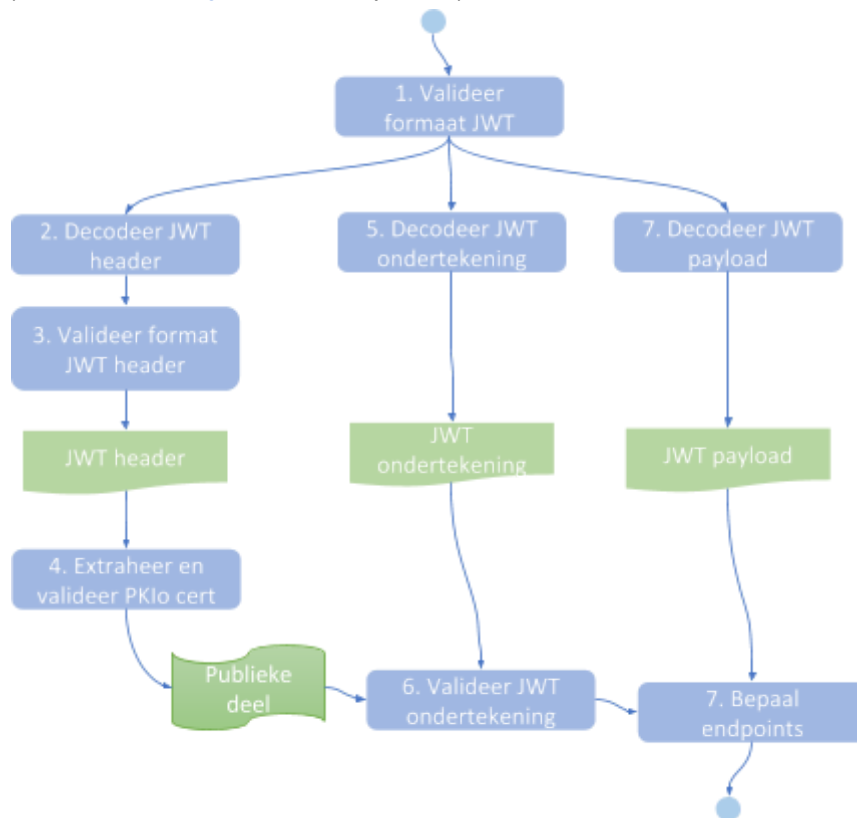 1. Valideer
formaat JWT
2. Decodeer JWT
header
5. Decodeer JWT
ondertekening
7. Decodeer JWT
payload
3. Valideer format
JWT header
JWT header
JWT
ondertekening
JWT payload
4. Extraheer en
valideer PKIo cert
Publieke
deel
6. Valideer JWT
ondertekening
7. Bepaal
endpoints